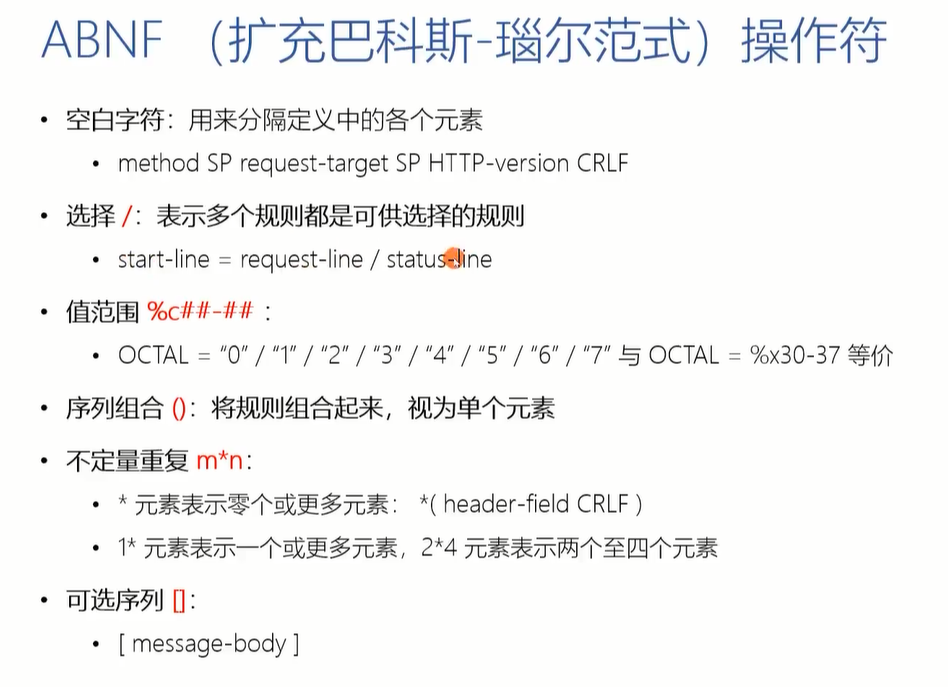 ABNF （扩充巴科斯-瑙尔范式）操作符
• 空白字符：用来分隔定义中的各个元素
• method SP request-target SP HTTP-version CRLF
• 选择 /：表示多个规则都是可供选择的规则
• start-line = request-line / status-line
• 值范围 %c##-## ：
• OCTAL = “0” / “1” / “2” / “3” / “4” / “5” / “6” / “7” 与 OCTAL = %x30-37 等价
• 序列组合 ()：将规则组合起来，视为单个元素
• 不定量重复 m*n：
• * 元素表示零个或更多元素： *( header-field CRLF )
• 1* 元素表示一个或更多元素，2*4 元素表示两个至四个元素
• 可选序列 []：
• [ message-body ]